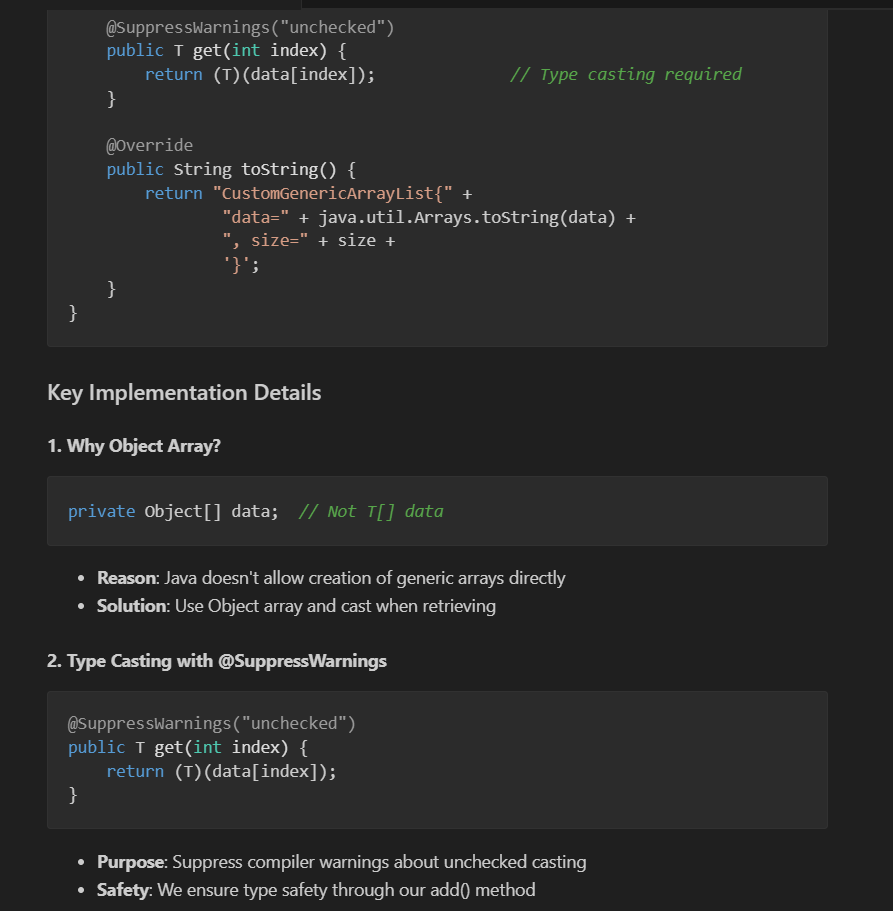 @SuppressWarnings("unchecked")
public T get(int index) {
return (T)(data[index]); // Type casting required
}
@Override
public String toString() {
return "CustomGenericArrayList{" +
"data=" + java.util.Arrays.toString(data) +
", size=" + size +
'}';
}
}
Key Implementation Details
1. Why Object Array?
private Object[] data; // Not T[] data
• Reason: Java doesn't allow creation of generic arrays directly
• Solution: Use Object array and cast when retrieving
2. Type Casting with @SuppressWarnings
@SuppressWarnings("unchecked")
public T get(int index) {
return (T)(data[index]);
}
• Purpose: Suppress compiler warnings about unchecked casting
• Safety: We ensure type safety through our add() method